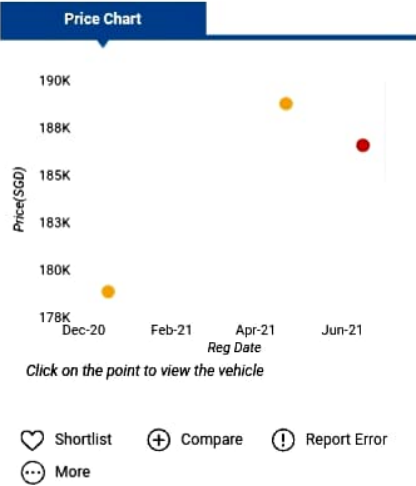 Price Chart
190K
188K
185K
Price(SGD)
183K
180K
178K
Dec-20 Feb-21 Apr-21 Jun-21
Reg Date
Click on the point to view the vehicle
Shortlist Compare Report Error
More